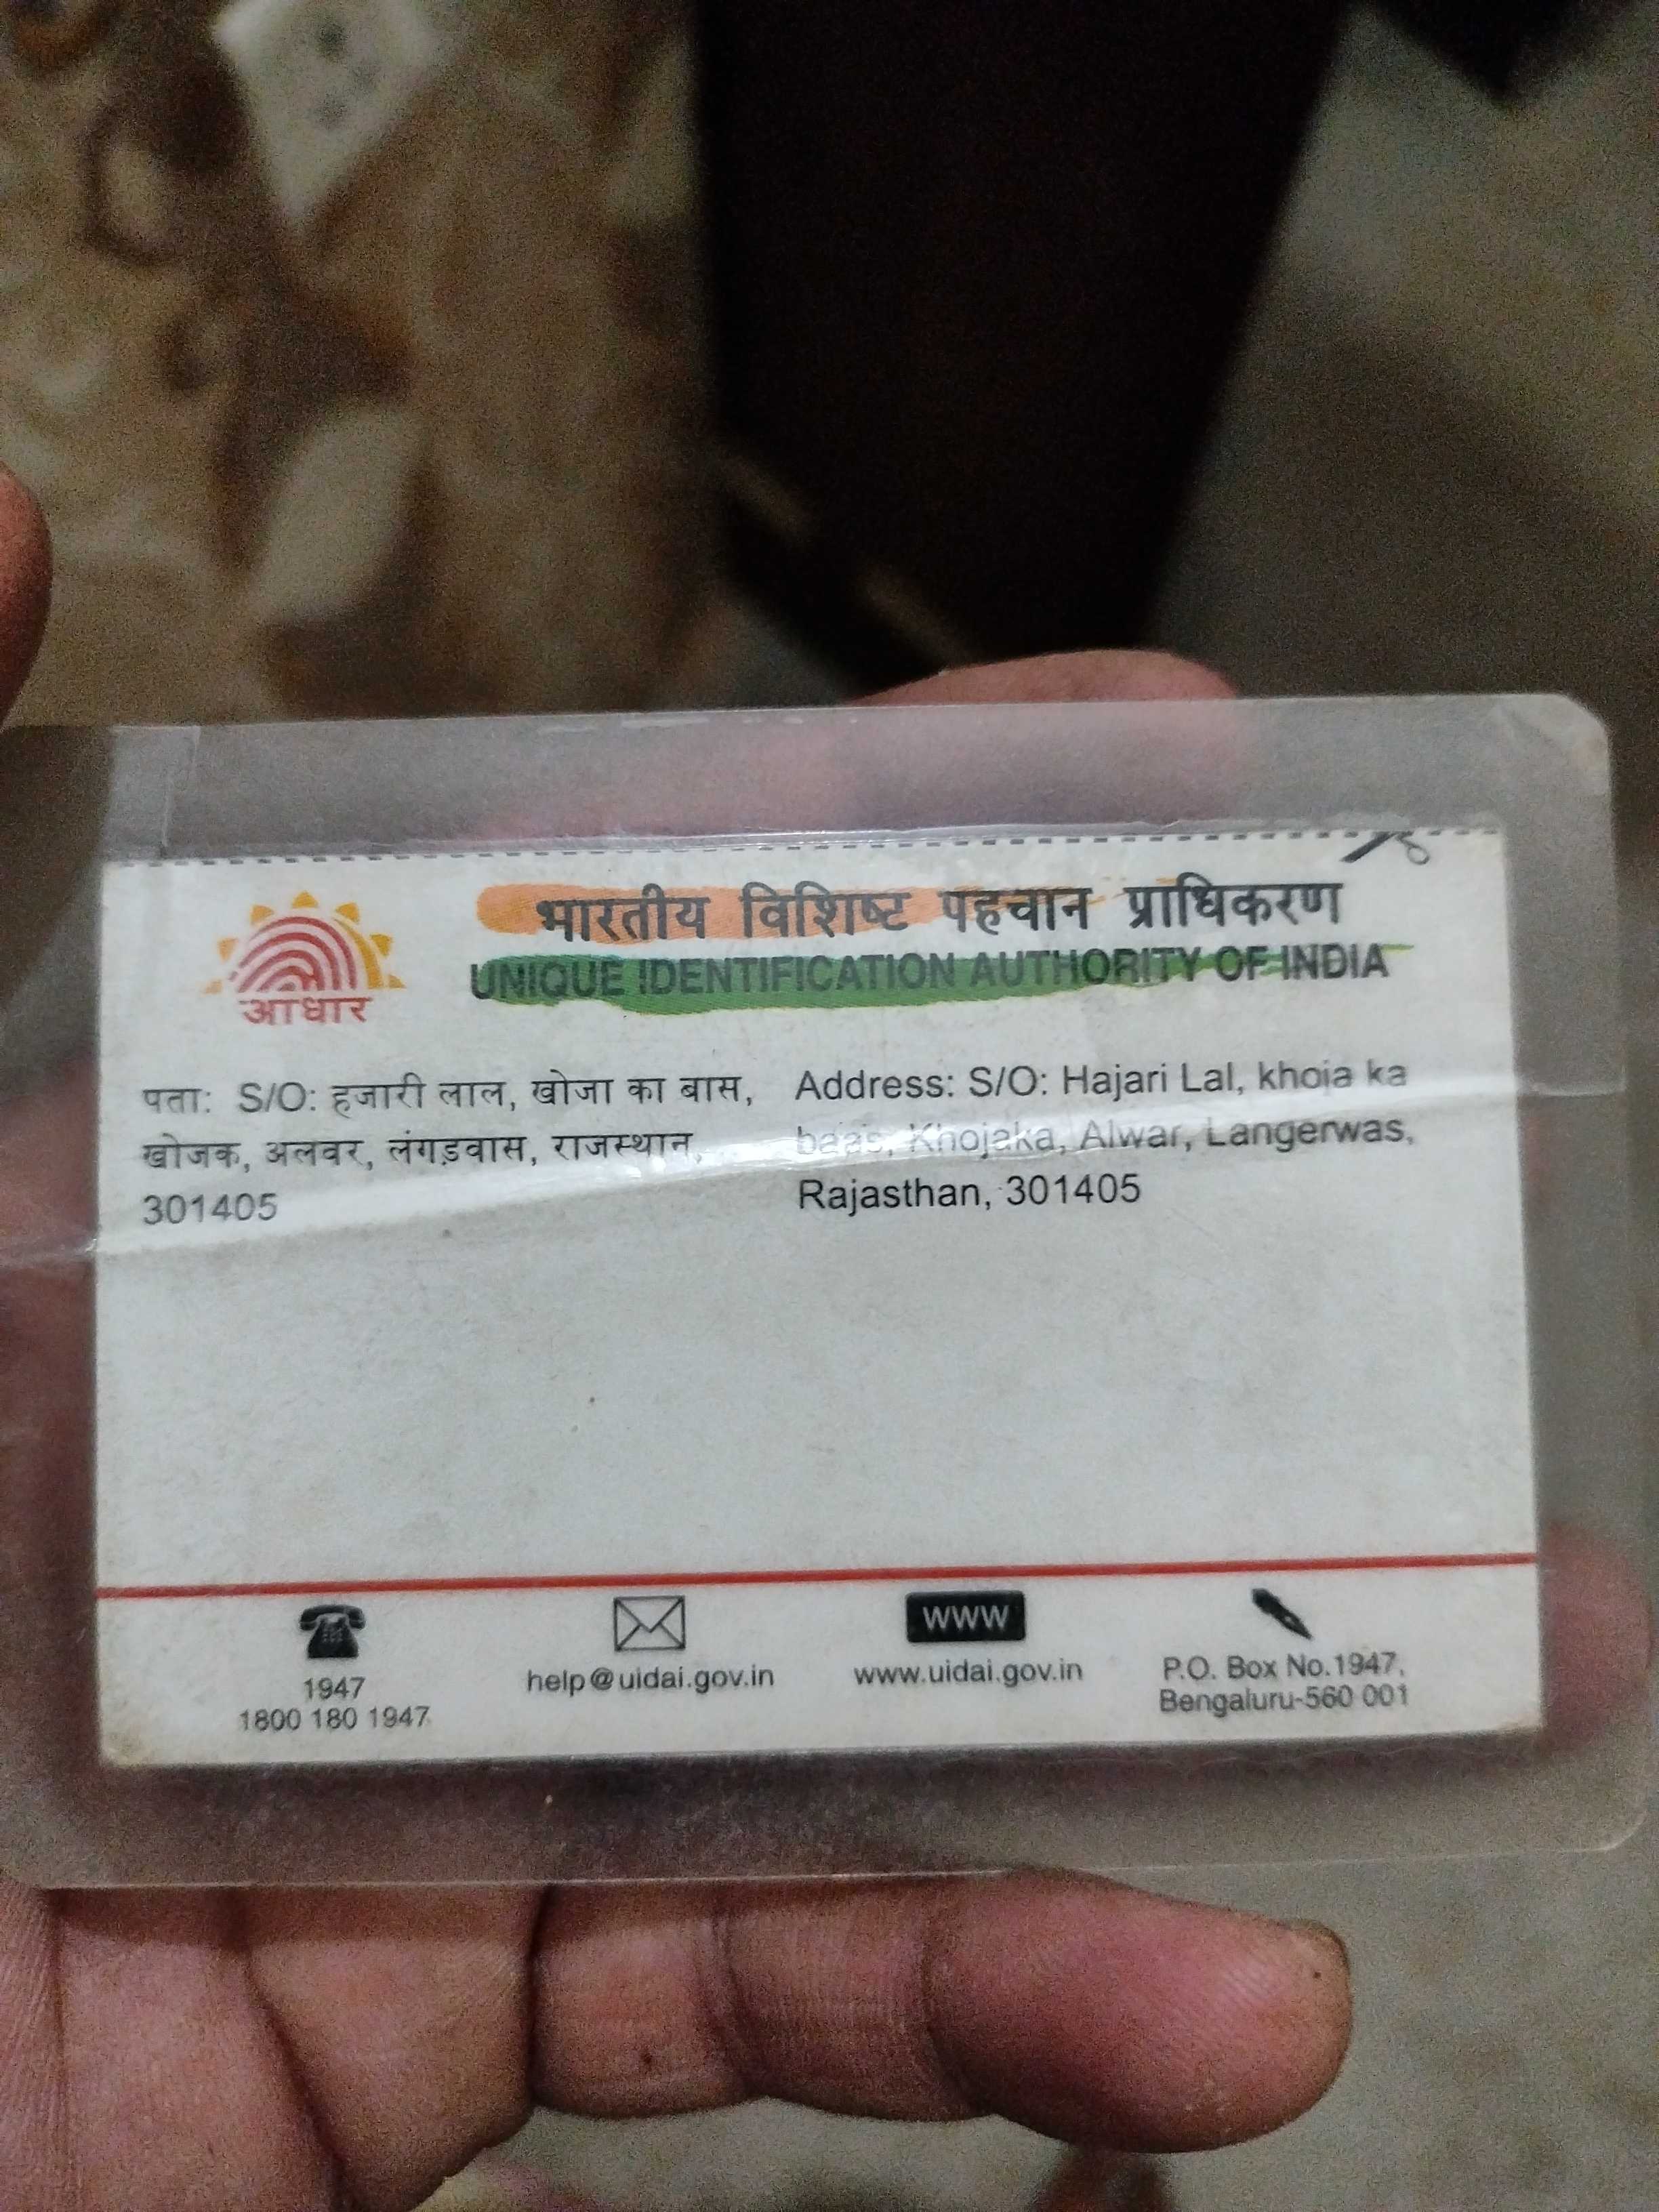 भारतीय विशिष्ट पहचान प्राधिकरण
UNIQUE IDENTIFICATION AUTHORITY OF INDIA
आधार
पता: S/O: हजारी लाल, खोजा का बास,
खोजक, अलवर, लंगड़वास, राजस्थान,
301405
Address: S/O: Hajari Lal, khoja ka
baas, Khojaka, Alwar, Langerwas,
Rajasthan, 301405
1947
1800 180 1947
help@uidai.gov.in
www
www.uidai.gov.in
P.O. Box No.1947,
Bengaluru-560 001